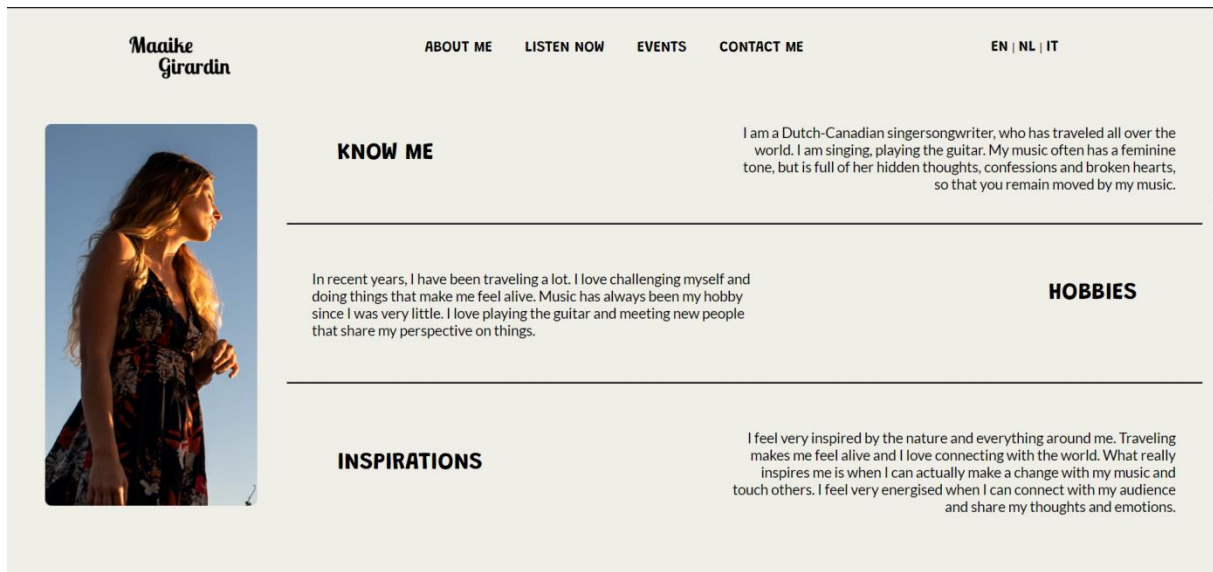 Maaike
Girardin
ABOUT ME LISTEN NOW EVENTS CONTACT ME
EN | NL | IT
KNOW ME
I am a Dutch-Canadian singersongwriter, who has traveled all over the
world. I am singing, playing the guitar. My music often has a feminine
tone, but is full of her hidden thoughts, confessions and broken hearts,
so that you remain moved by my music.
In recent years, I have been traveling a lot. I love challenging myself and
doing things that make me feel alive. Music has always been my hobby
since I was very little. I love playing the guitar and meeting new people
that share my perspective on things.
HOBBIES
INSPIRATIONS
I feel very inspired by the nature and everything around me. Traveling
makes me feel alive and I love connecting with the world. What really
inspires me is when I can actually make a change with my music and
touch others. I feel very energised when I can connect with my audience
and share my thoughts and emotions.